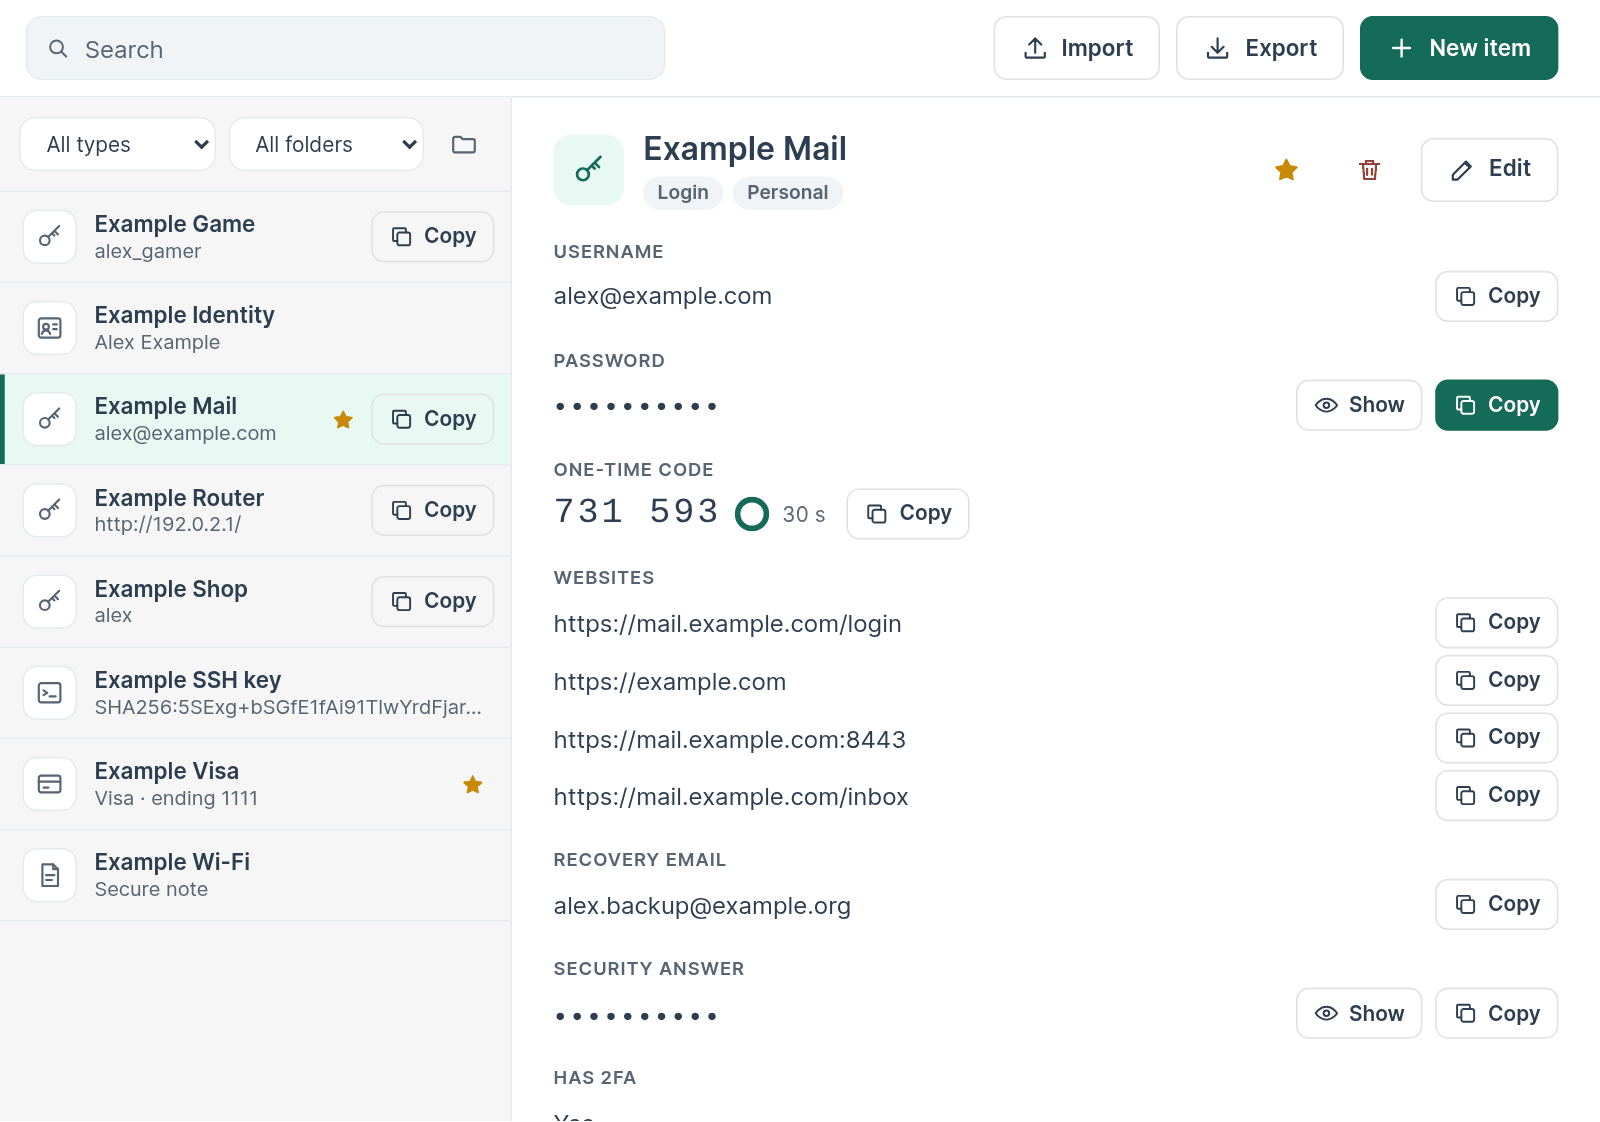 Search
Import
Export
New item
All types
All folders
Example Game
alex_gamer
Copy
Example Identity
Alex Example
Example Mail
alex@example.com
Copy
Example Router
http://192.0.2.1/
Copy
Example Shop
alex
Copy
Example SSH key
SHA256:5SExg+bSGfE1fAi91TlwYrdFjar...
Example Visa
Visa · ending 1111
Example Wi-Fi
Secure note
Example Mail
Login
Personal
Edit
USERNAME
alex@example.com
Copy
PASSWORD
••••••••••
Show
Copy
ONE-TIME CODE
731 593
30 s
Copy
WEBSITES
https://mail.example.com/login
Copy
https://example.com
Copy
https://mail.example.com:8443
Copy
https://mail.example.com/inbox
Copy
RECOVERY EMAIL
alex.backup@example.org
Copy
SECURITY ANSWER
••••••••••
Show
Copy
HAS 2FA
Yes